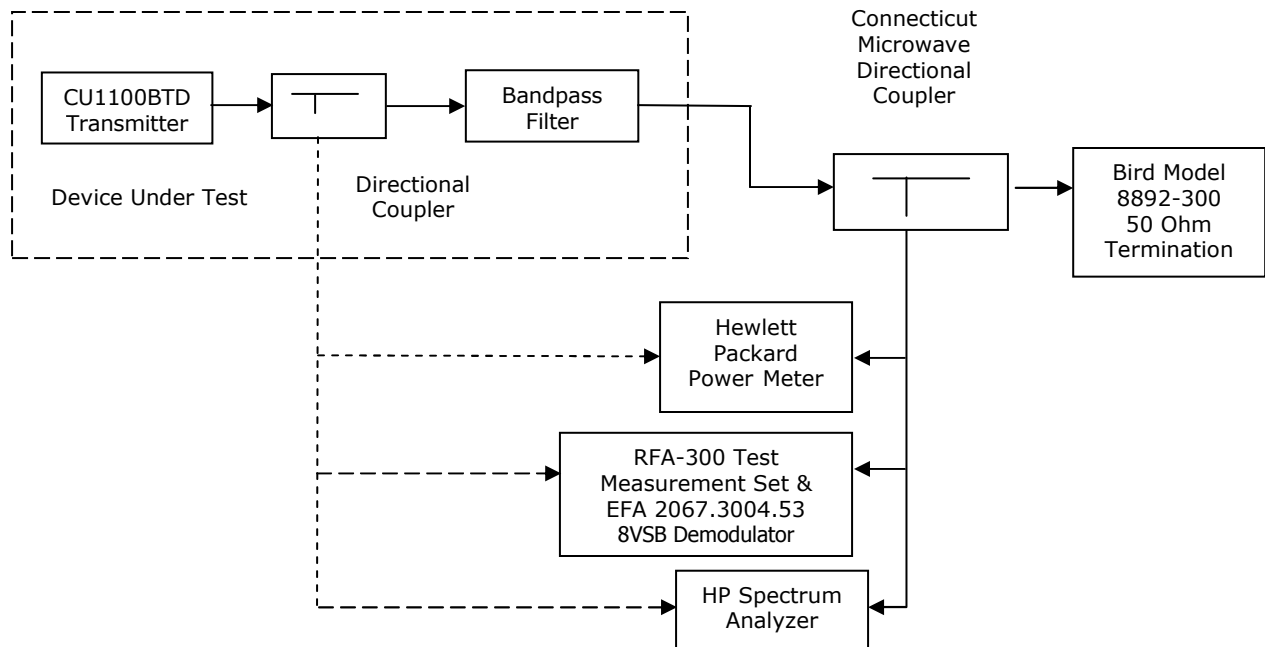 Connecticut
Microwave
Directional
Coupler
CU1100BTD
Transmitter
Bandpass
Filter
Device Under Test
Directional
Coupler
Bird Model
8892-300
50 Ohm
Termination
Hewlett
Packard
Power Meter
RFA-300 Test
Measurement Set &
EFA 2067.3004.53
8VSB Demodulator
HP Spectrum
Analyzer